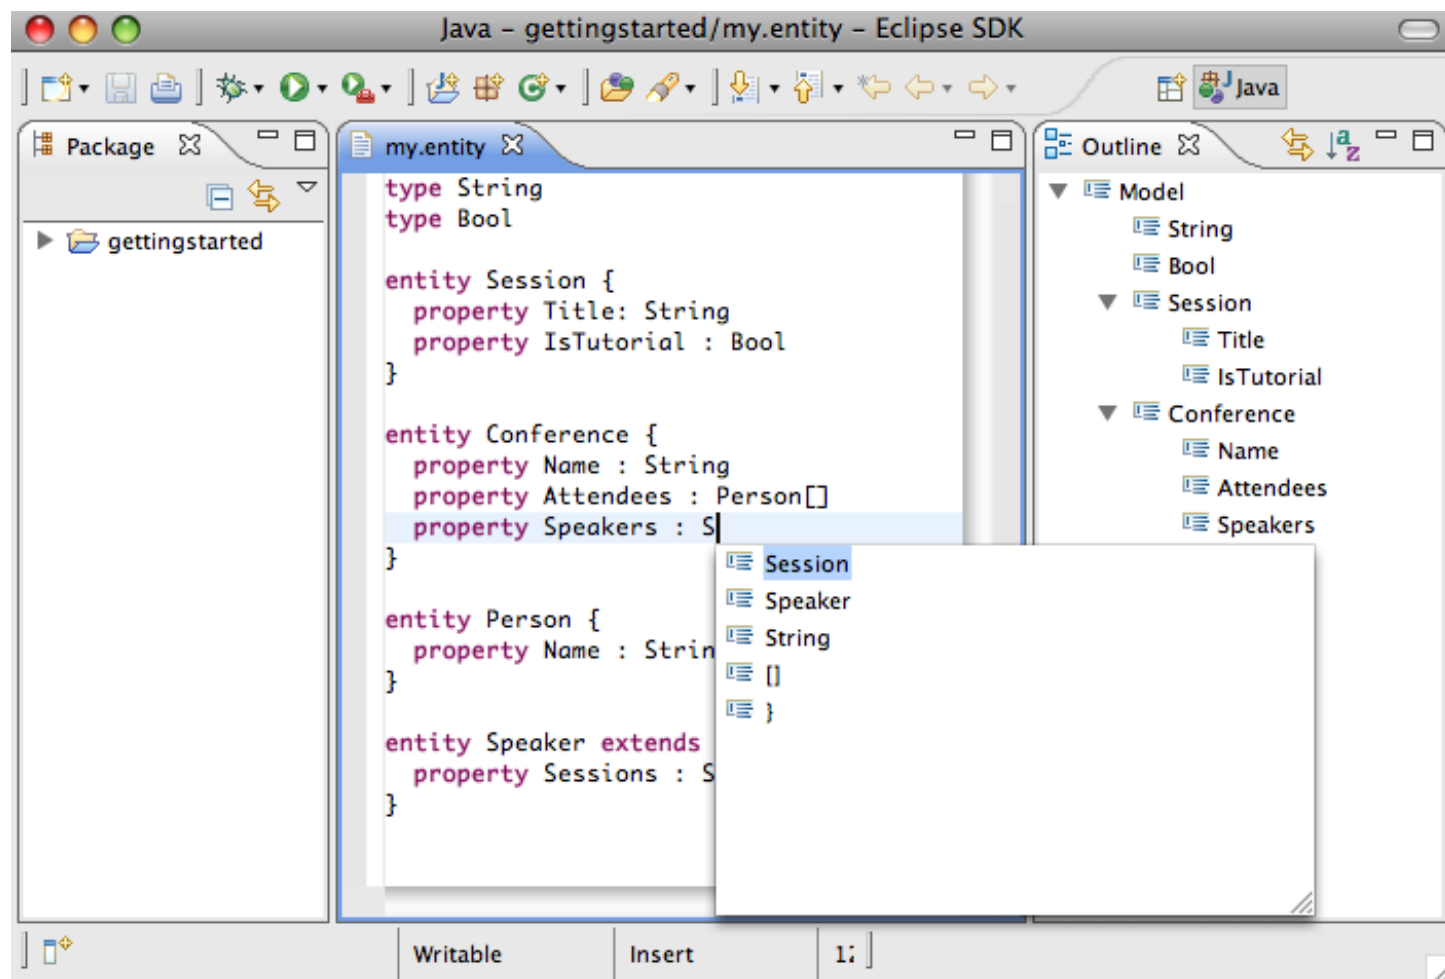 Java – gettingstarted/my.entity – Eclipse SDK
Java
Package
gettingstarted
my.entity
type String
type Bool
entity Session {
property Title: String
property IsTutorial : Bool
}
entity Conference {
property Name : String
property Attendees : Person[]
property Speakers : S
}
entity Person {
property Name : Strin
}
entity Speaker extends
property Sessions : S
}
Session
Speaker
String
[]
}
Outline
Model
String
Bool
Session
Title
IsTutorial
Conference
Name
Attendees
Speakers
Writable
Insert